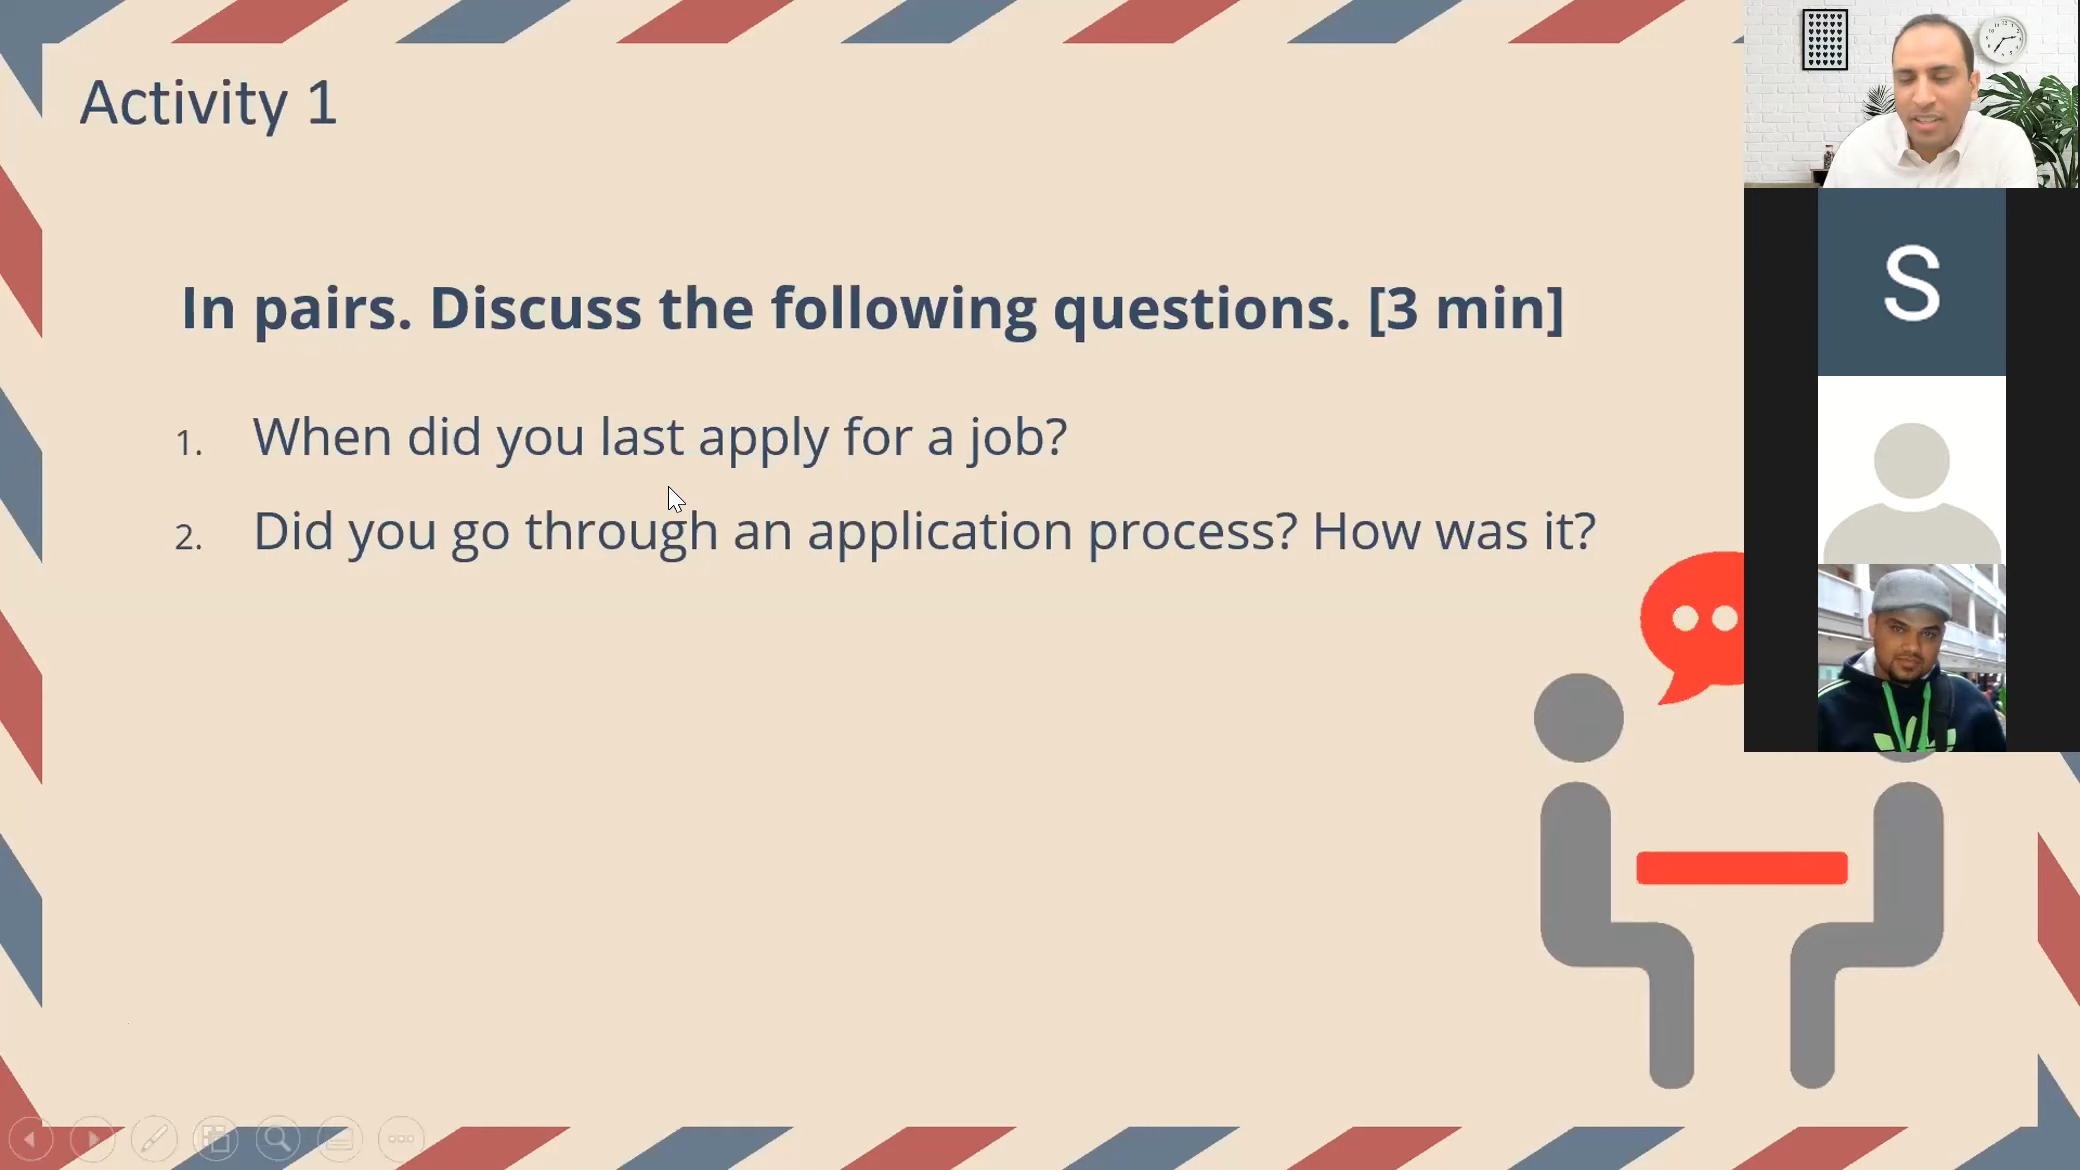 Activity 1
In pairs. Discuss the following questions. [3 min]
1. When did you last apply for a job?
2. Did you go through an application process? How was it?
S